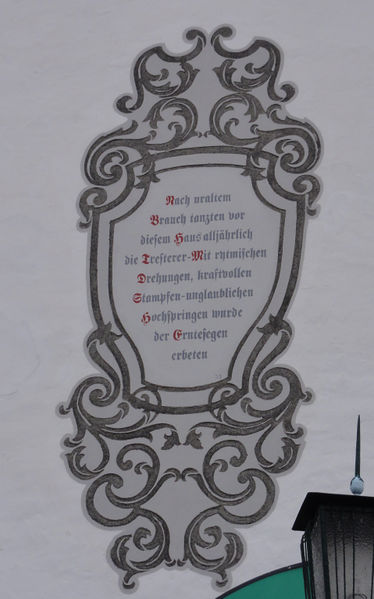 Nach uraltem
Brauch tanzten vor
diesem Haus alljährlich
die Tresterer-Mit rytmischen
Drehungen, kraftvollen
Stampfen-unglaublichen
Hochspringen wurde
der Erntesegen
erbeten